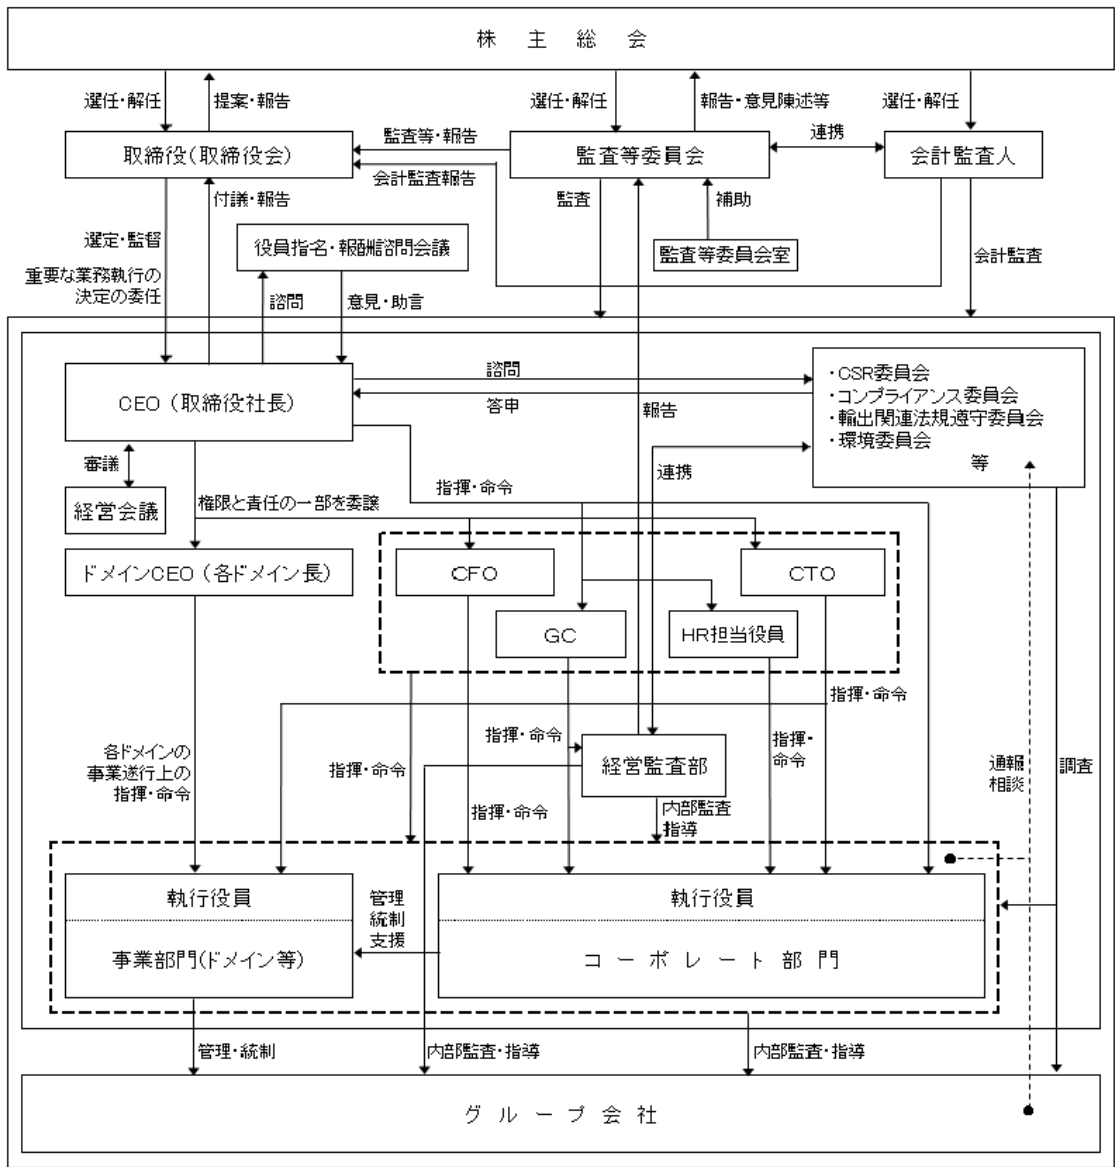 株主総会
選任・解任
提案・報告
選任・解任
報告・意見陳述等
選任・解任
取締役(取締役会)
監査等・報告
会計監査報告
監査等委員会
連携
会計監査人
付議・報告
監査
補助
選定・監督
重要な業務執行の
決定の委任
役員指名・報酬諮問会議
監査等委員会室
会計監査
諮問
意見・助言
CEO（取締役社長）
諮問
答申
報告
・CSR委員会
・コンプライアンス委員会
・輸出関連法規遵守委員会
・環境委員会
等
審議
連携
経営会議
権限と責任の一部を委譲
指揮・命令
ドメインCEO（各ドメイン長）
CFO
CTO
GC
HR担当役員
指揮・命令
各ドメインの
事業遂行上の
指揮・命令
指揮・命令
指揮・命令
指揮・命令
経営監査部
指揮・
命令
内部監査
指導
通報
相談
調査
執行役員
事業部門(ドメイン等)
管理
統制
支援
執行役員
コーポレート部門
管理・統制
内部監査・指導
内部監査・指導
グループ会社